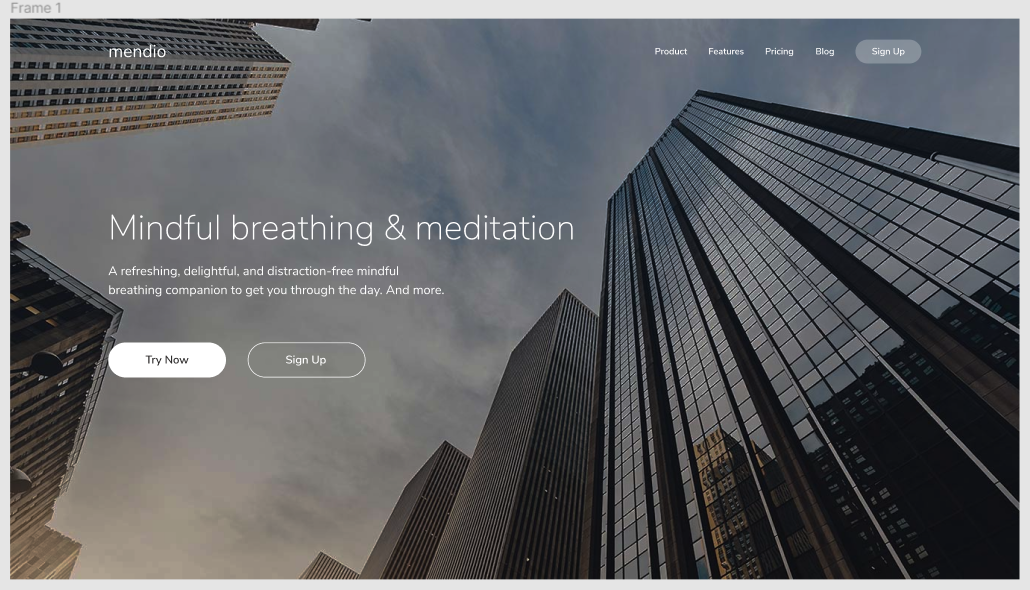 Frame 1
mendio
Product Features Pricing Blog Sign Up
Mindful breathing & meditation
A refreshing, delightful, and distraction-free mindful
breathing companion to get you through the day. And more.
Try Now Sign Up